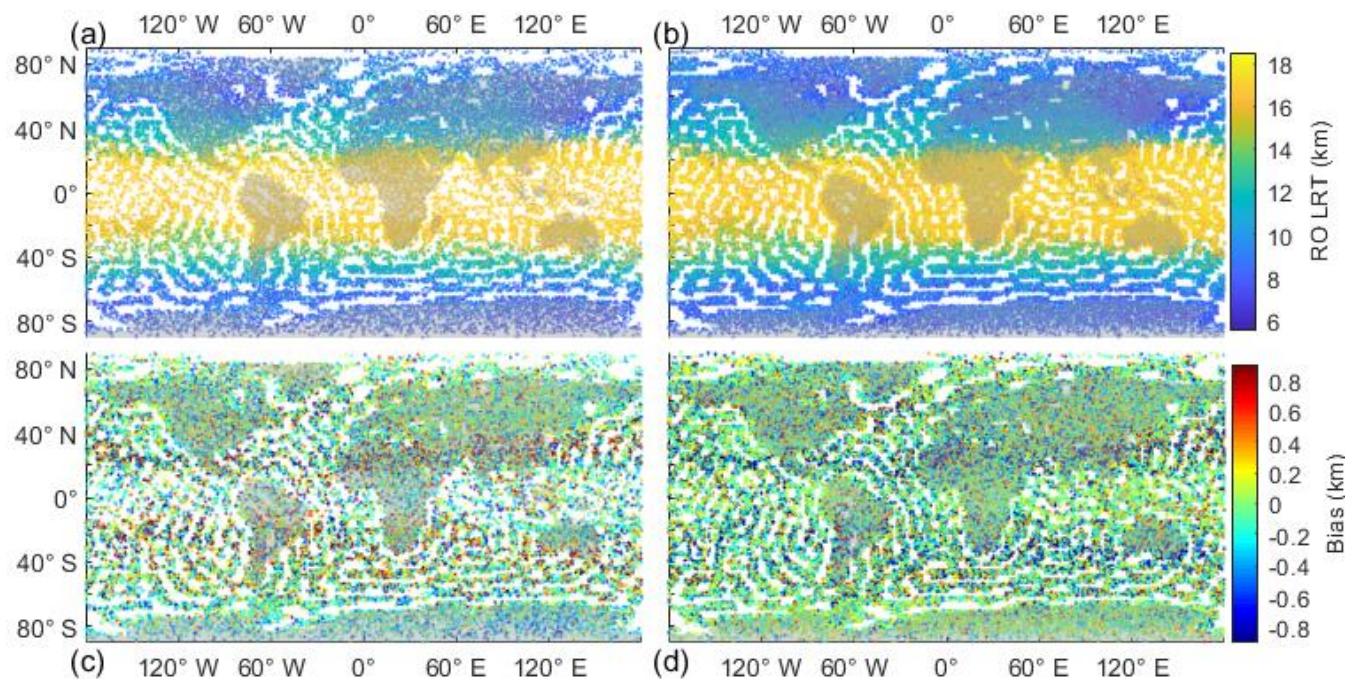 (a) 120° W 60° W 0° 60° E 120° E
(b) 120° W 60° W 0° 60° E 120° E
80° N
40° N
0°
40° S
80° S
18
16
14
12
10
8
6
RO LRT (km)
80° N
40° N
0°
40° S
80° S
0.8
0.6
0.4
0.2
0
-0.2
-0.4
-0.6
-0.8
Bias (km)
(c) 120° W 60° W 0° 60° E 120° E
(d) 120° W 60° W 0° 60° E 120° E